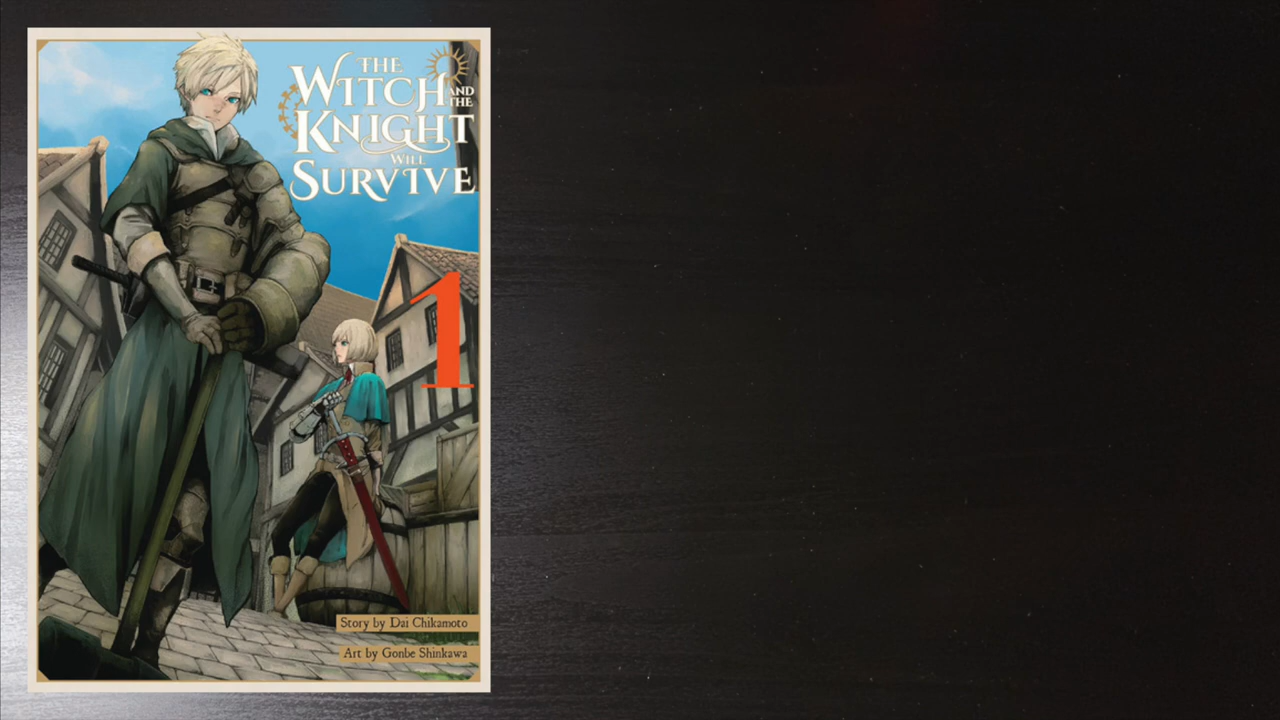 THE
WITCH AND THE
KNIGHT
WILL
SURVIVE
1
Story by Dai Chikamoto
Art by Gonbe Shinkawa